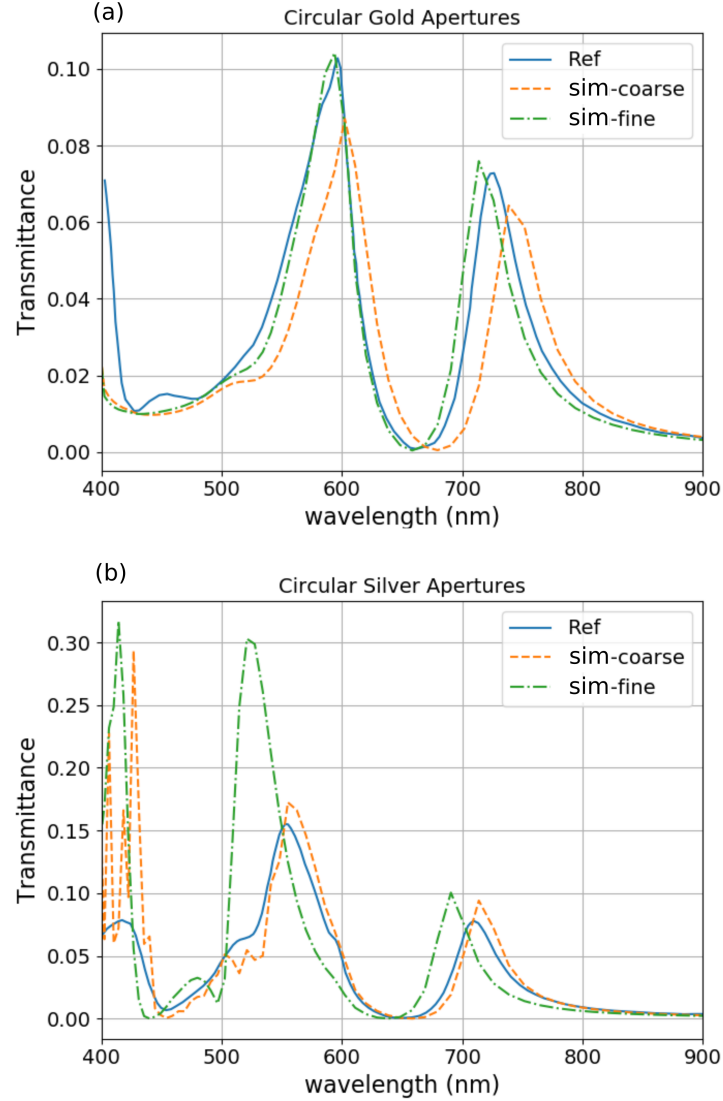 (a)
Circular Gold Apertures
Ref
sim-coarse
sim-fine
0.10
0.08
0.06
0.04
0.02
0.00
Transmittance
400 500 600 700 800 900
wavelength (nm)
(b)
Circular Silver Apertures
Ref
sim-coarse
sim-fine
0.30
0.25
0.20
0.15
0.10
0.05
0.00
Transmittance
400 500 600 700 800 900
wavelength (nm)